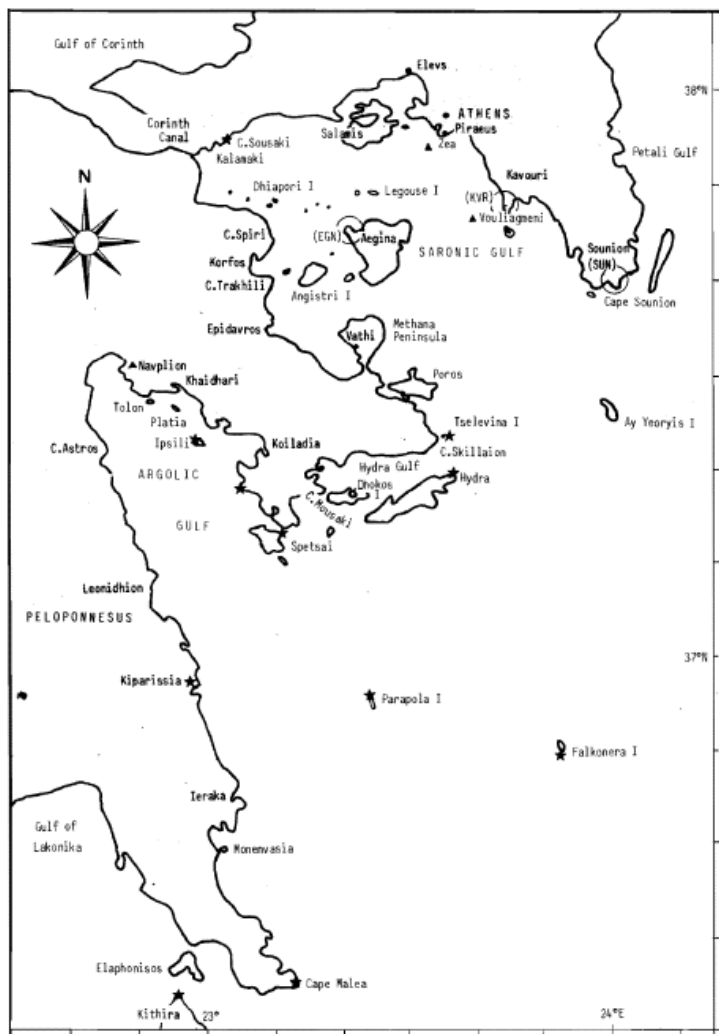 Gulf of Corinth
Elevs
38°N
ATHENS
Corinth
Canal
C.Sousaki
Kalamaki
Salamis
Piraeus
Zea
Petali Gulf
N
Dhiapori I
Legouse I
Kavouri
(KVR)
Vouliagmeni
C.Spiri
(EGN)
Aegina
SARONIC GULF
Sounion
(SUN)
Korfos
C.Trakhili
Angistri I
Cape Sounion
Epidavros
Vathi
Methana
Peninsula
Navplion
Khaidhari
Poros
Tolon
Platia
Ipsili
Tselevina I
C.Skillaion
Ay Yeoryis I
C.Astros
Koiladia
ARGOLIC
Hydra Gulf
Dhokos
I
Hydra
C.Mousaki
GULF
Spetsai
Leonidhion
PELOPONNESUS
37°N
Kiparissia
Parapola I
Falkonera I
Ieraka
Gulf of
Lakonika
Monenvasia
Elaphonisos
Cape Malea
Kithira
23°
24°E